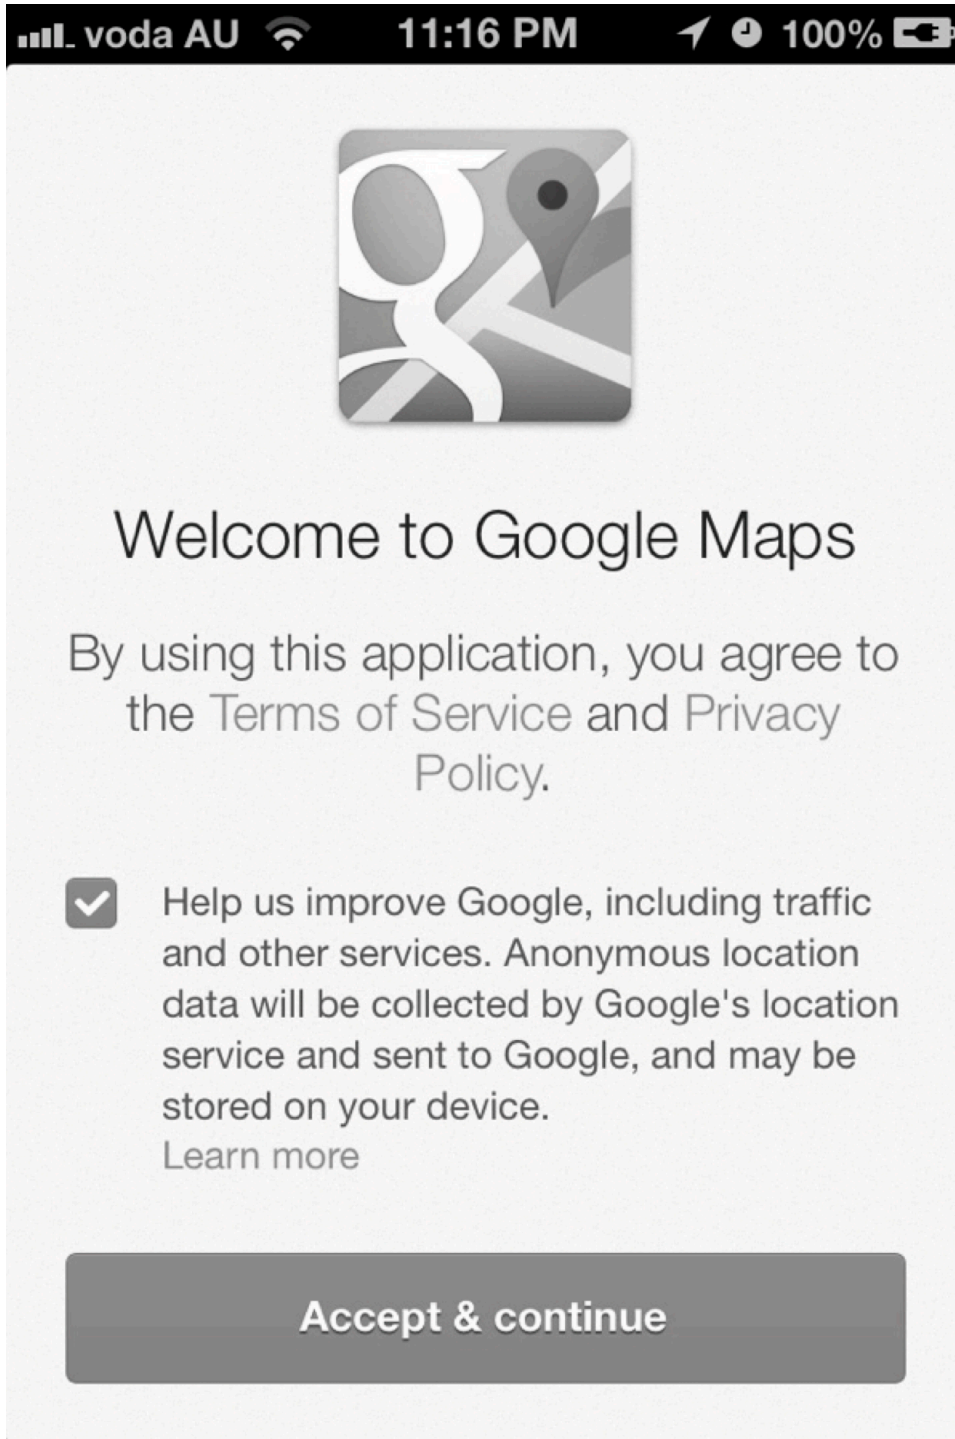 voda AU 11:16 PM 100%
Welcome to Google Maps
By using this application, you agree to
the Terms of Service and Privacy
Policy.
Help us improve Google, including traffic
and other services. Anonymous location
data will be collected by Google's location
service and sent to Google, and may be
stored on your device.
Learn more
Accept & continue